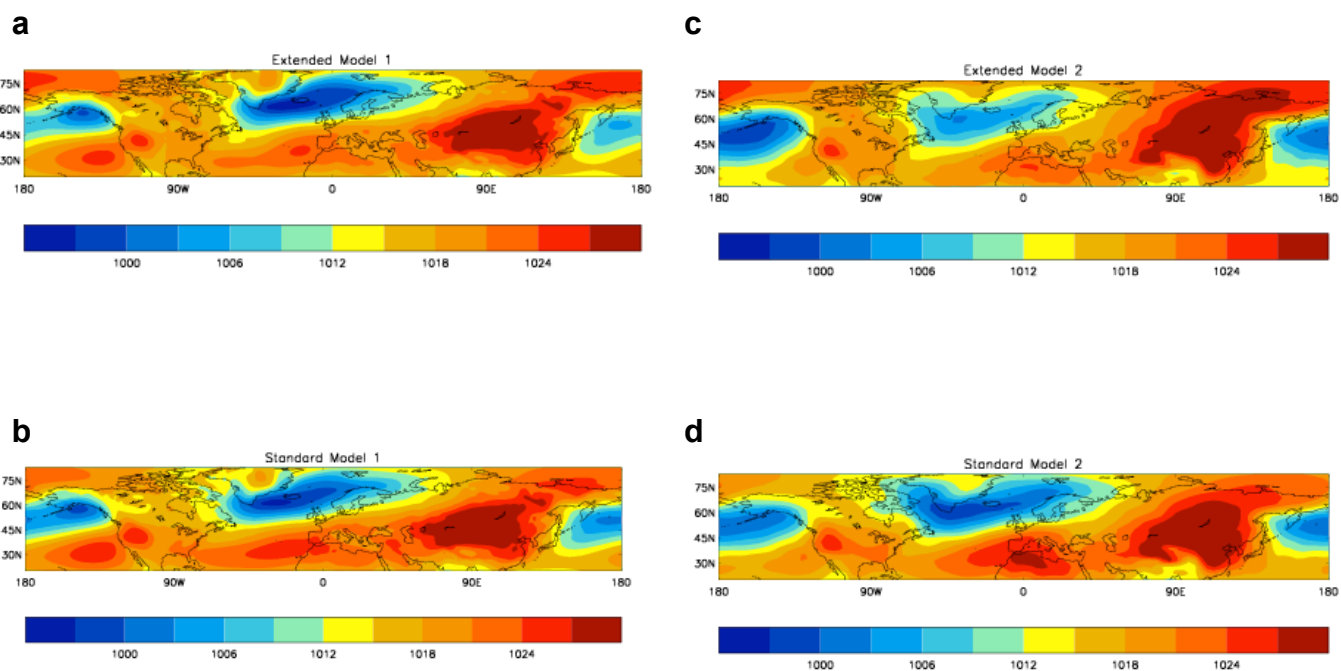 a
Extended Model 1
75N
60N
45N
30N
180 90W 0 90E 180
1000 1006 1012 1018 1024
b
Standard Model 1
75N
60N
45N
30N
180 90W 0 90E 180
1000 1006 1012 1018 1024
c
Extended Model 2
75N
60N
45N
30N
180 90W 0 90E 180
1000 1006 1012 1018 1024
d
Standard Model 2
75N
60N
45N
30N
180 90W 0 90E 180
1000 1006 1012 1018 1024